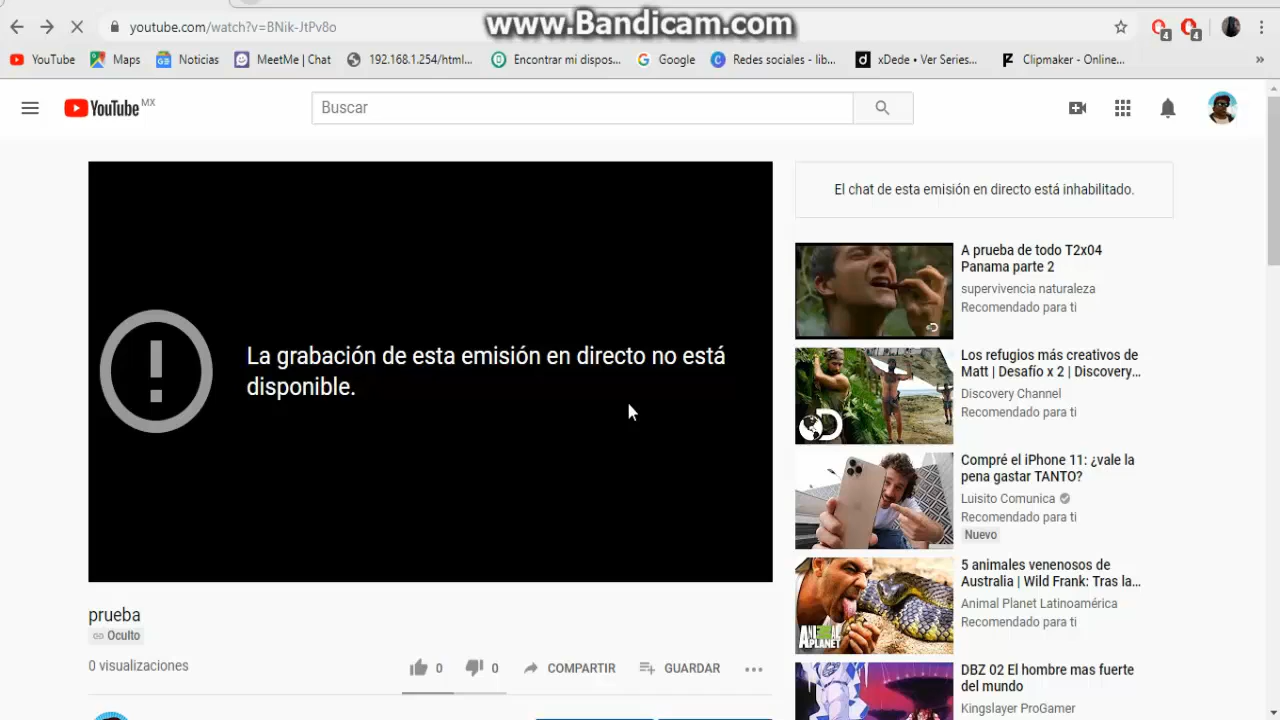 youtube.com/watch?v=BNik-JtPv8o
www.Bandicam.com
4
4
YouTube
Maps
Noticias
MeetMe | Chat
192.168.1.254/html...
Encontrar mi dispos...
Google
Redes sociales - lib...
xDede • Ver Series...
Clipmaker - Online...
»
YouTube MX
Buscar
La grabación de esta emisión en directo no está
disponible.
El chat de esta emisión en directo está inhabilitado.
A prueba de todo T2x04
Panama parte 2
supervivencia naturaleza
Recomendado para ti
Los refugios más creativos de
Matt | Desafío x 2 | Discovery...
Discovery Channel
Recomendado para ti
Compré el iPhone 11: ¿vale la
pena gastar TANTO?
Luisito Comunica
Recomendado para ti
Nuevo
ANIMAL
PLANET
5 animales venenosos de
Australia | Wild Frank: Tras la...
Animal Planet Latinoamérica
Recomendado para ti
DBZ 02 El hombre mas fuerte
del mundo
Kingslayer ProGamer
prueba
Oculto
0 visualizaciones
0
0
COMPARTIR
GUARDAR